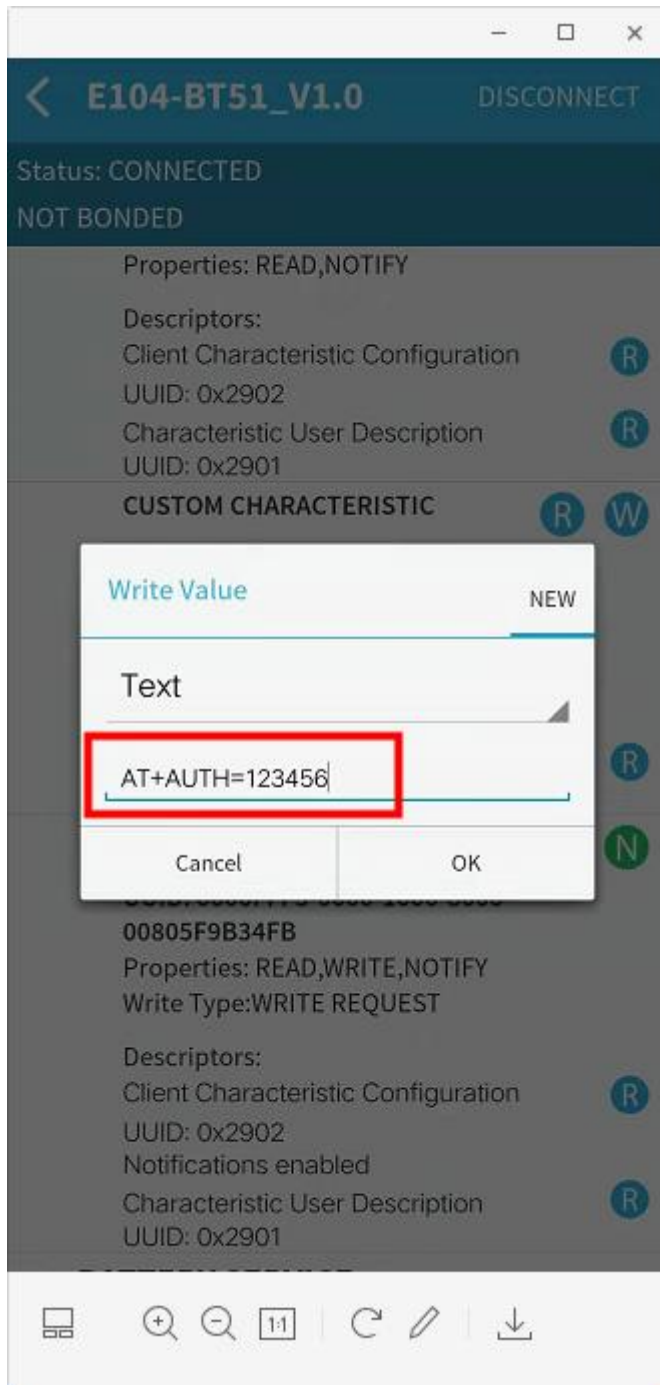 E104-BT51_V1.0 DISCONNECT
Status: CONNECTED
NOT BONDED
Properties: READ,NOTIFY
Descriptors:
Client Characteristic Configuration
R
UUID: 0x2902
Characteristic User Description
R
UUID: 0x2901
CUSTOM CHARACTERISTIC
R W
Write Value NEW
Text
AT+AUTH=123456
R
Cancel OK
N
00805F9B34FB
Properties: READ,WRITE,NOTIFY
Write Type:WRITE REQUEST
Descriptors:
Client Characteristic Configuration
R
UUID: 0x2902
Notifications enabled
Characteristic User Description
R
UUID: 0x2901
1:1